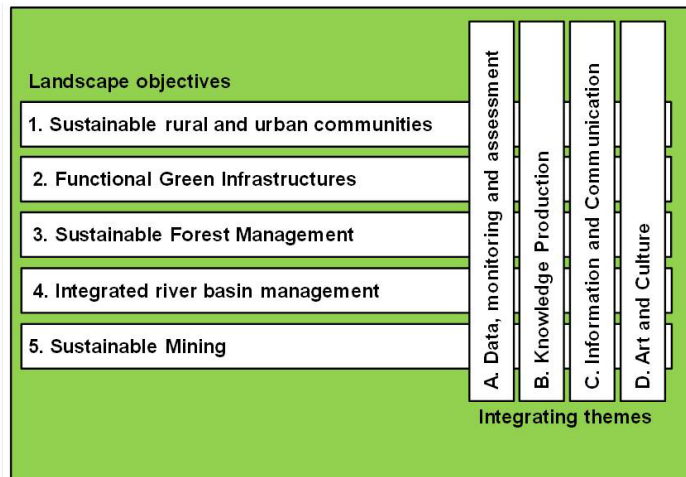 Landscape objectives
1. Sustainable rural and urban communities
2. Functional Green Infrastructures
3. Sustainable Forest Management
4. Integrated river basin management
5. Sustainable Mining
A. Data, monitoring and assessment
B. Knowledge Production
C. Information and Communication
D. Art and Culture
Integrating themes